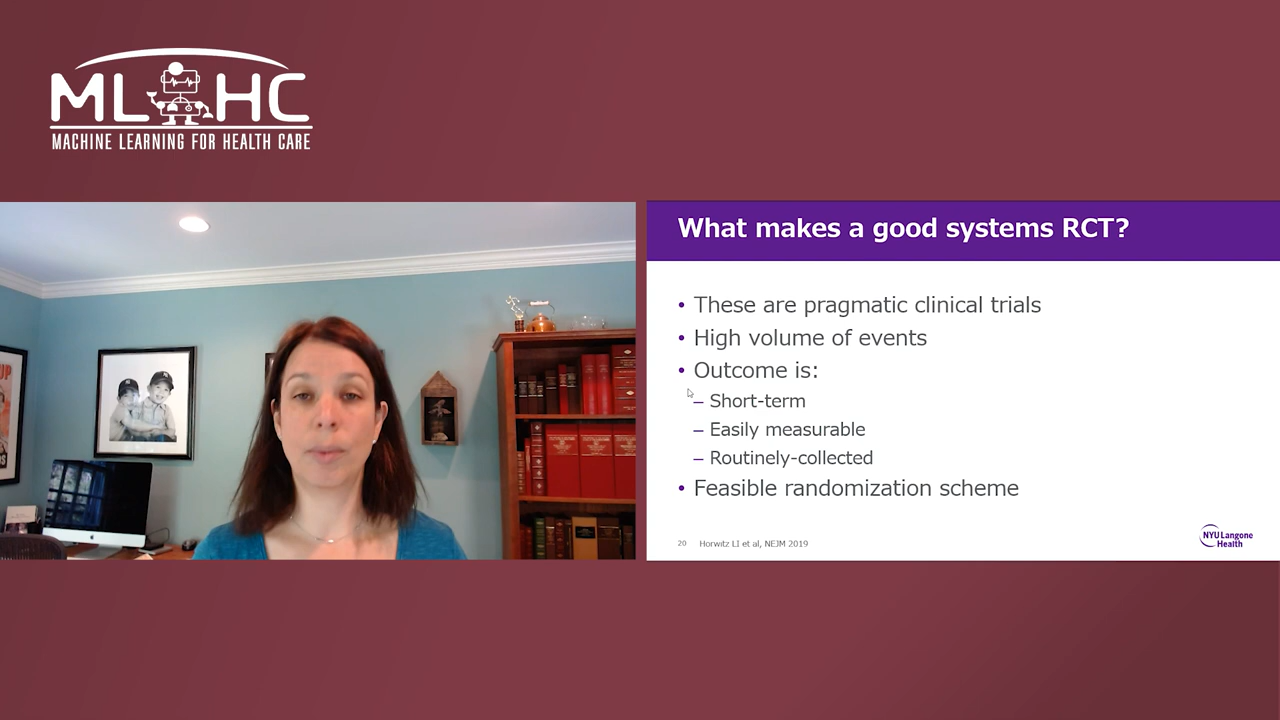 ML HC
MACHINE LEARNING FOR HEALTH CARE
What makes a good systems RCT?
• These are pragmatic clinical trials
• High volume of events
• Outcome is:
– Short-term
– Easily measurable
– Routinely-collected
• Feasible randomization scheme
20 Horwitz LI et al, NEJM 2019
NYU Langone
Health
UP